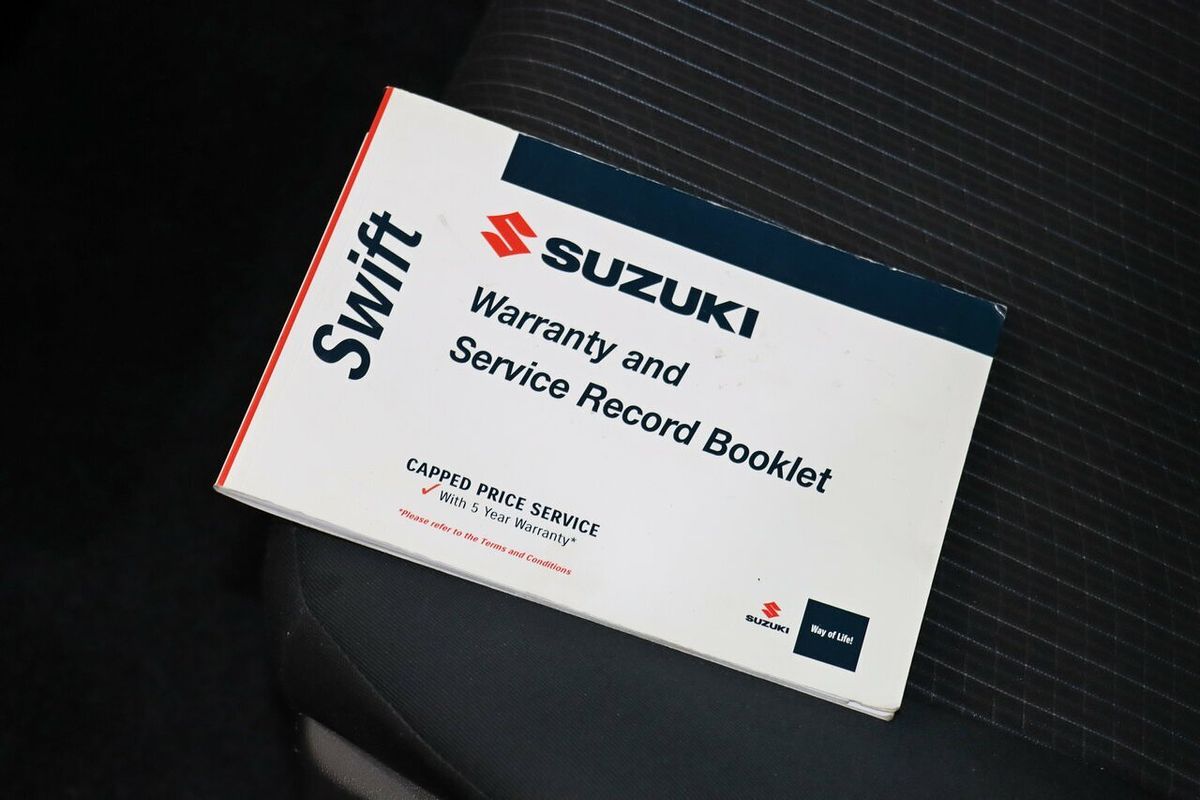 Swift
SUZUKI
Warranty and
Service Record Booklet
CAPPED PRICE SERVICE
✓With 5 Year Warranty*
*Please refer to the Terms and Conditions
SUZUKI
Way of Life!